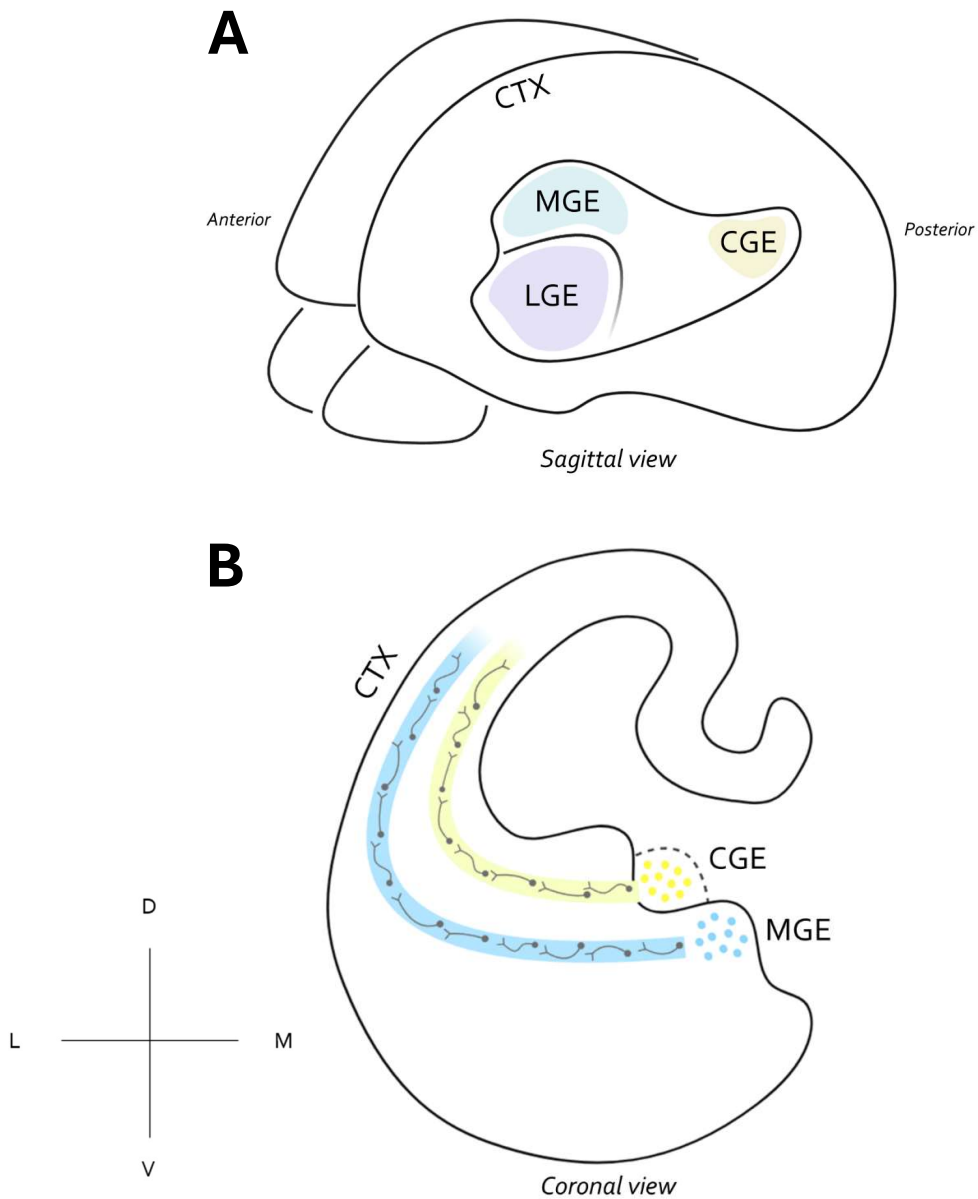 A
CTX
MGE
Anterior
Posterior
CGE
LGE
Sagittal view
B
CTX
CGE
MGE
D
L
M
V
Coronal view